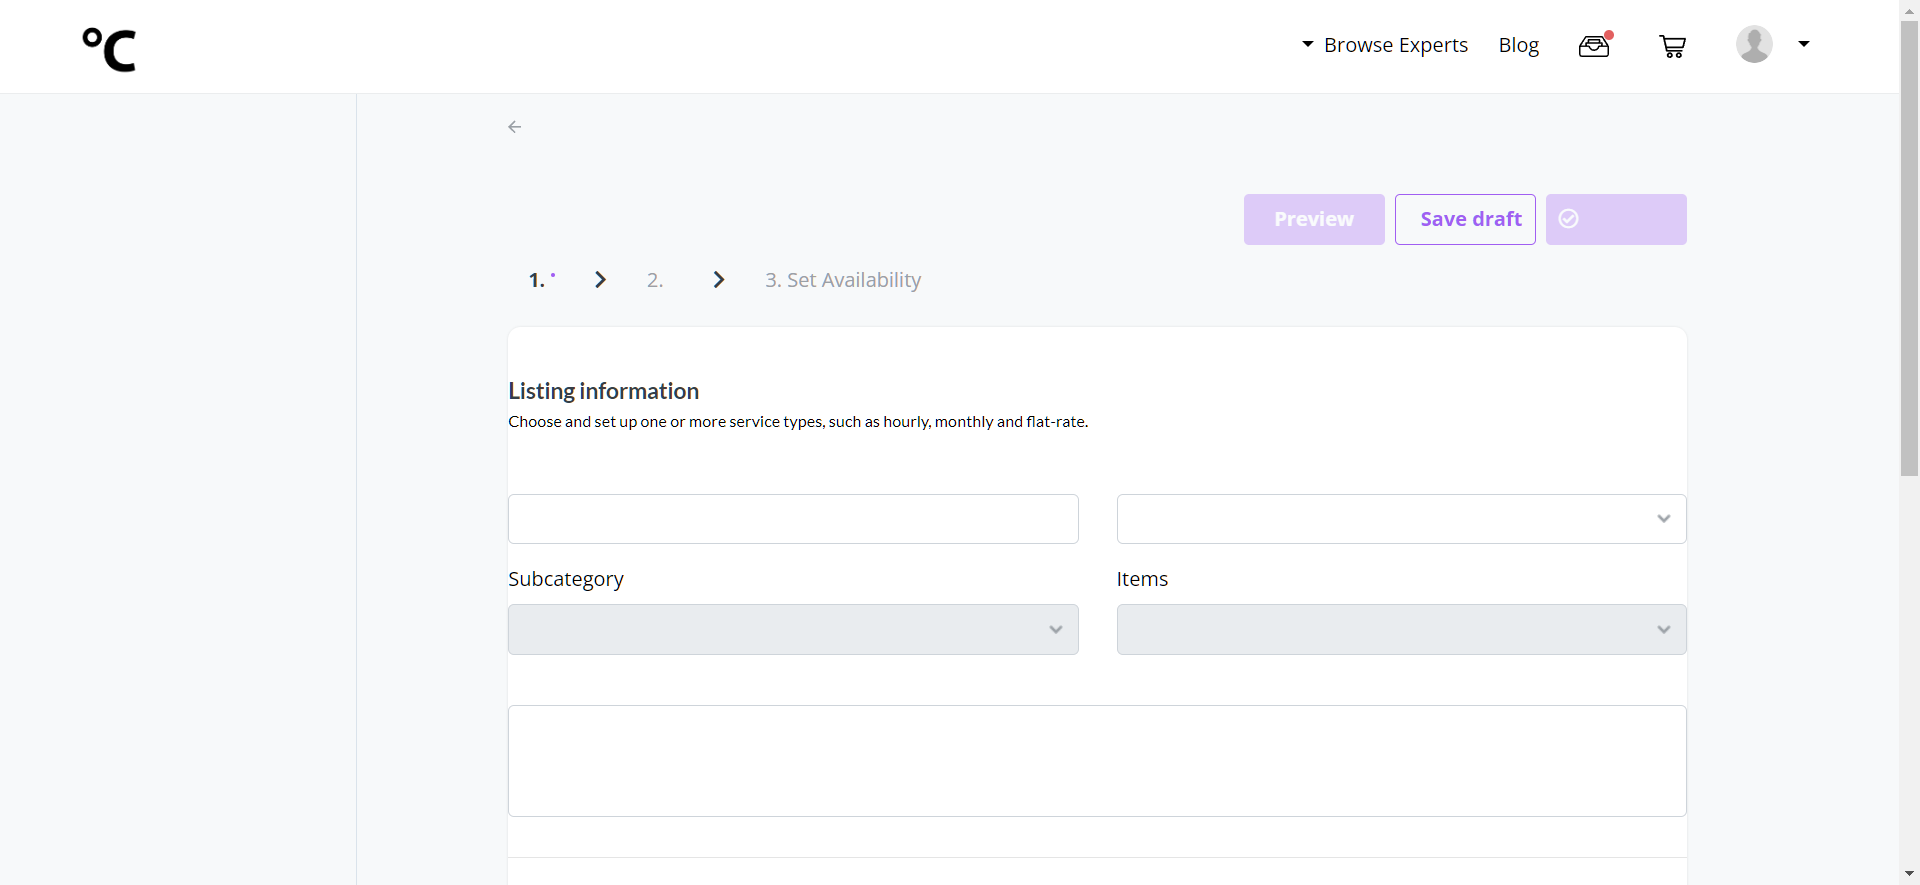 °C
Browse Experts
Blog
Preview
Save draft
1.
2.
3. Set Availability
Listing information
Choose and set up one or more service types, such as hourly, monthly and flat-rate.
Subcategory
Items